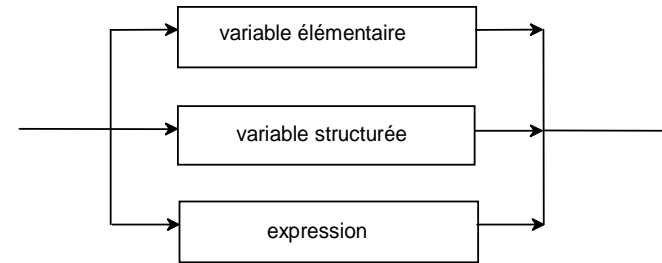 variable élémentaire
variable structurée
expression